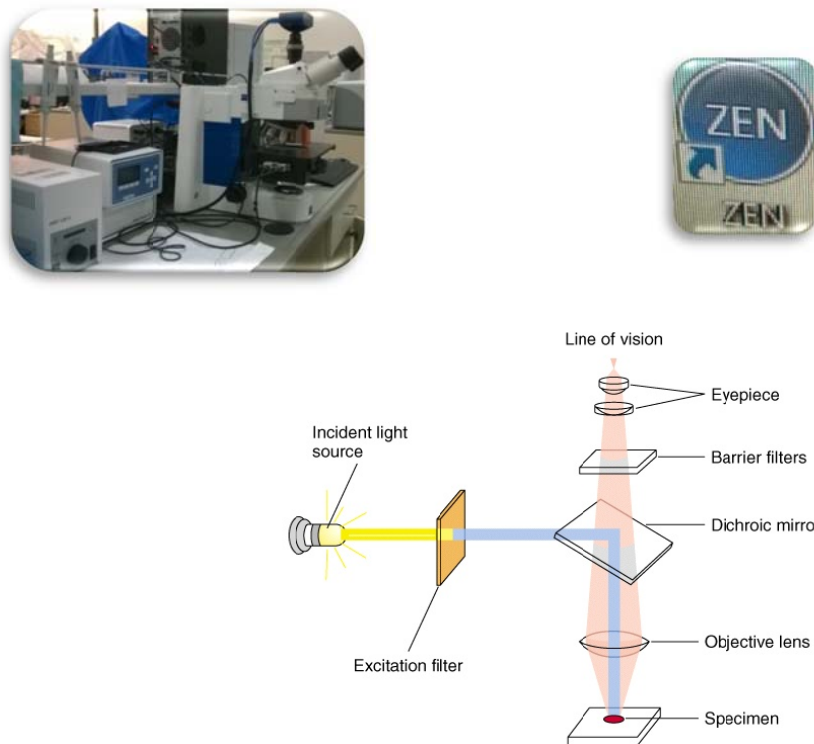 ZEN
ZEN
Line of vision
Eyepiece
Incident light
source
Barrier filters
Dichroic mirro
Objective lens
Excitation filter
Specimen